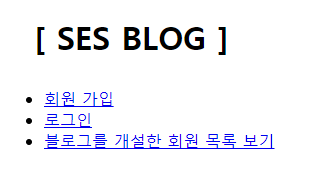 [ SES BLOG ]
회원 가입
로그인
블로그를 개설한 회원 목록 보기